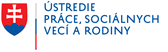 ÚSTREDIE
PRÁCE, SOCIÁLNYCH
VECÍ A RODINY